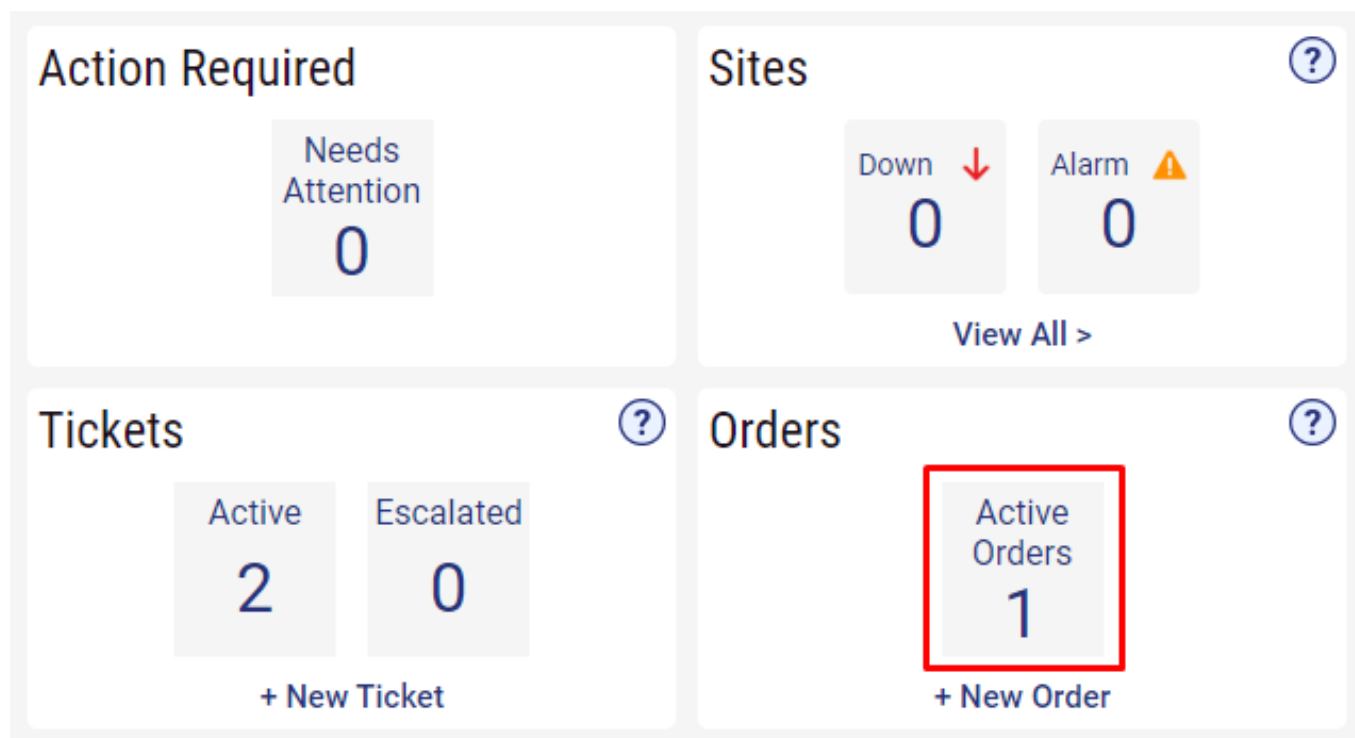 Action Required
Needs
Attention
0
Sites
?
Down
0
Alarm
0
View All >
Tickets
?
Active
2
Escalated
0
+ New Ticket
Orders
?
Active
Orders
1
+ New Order